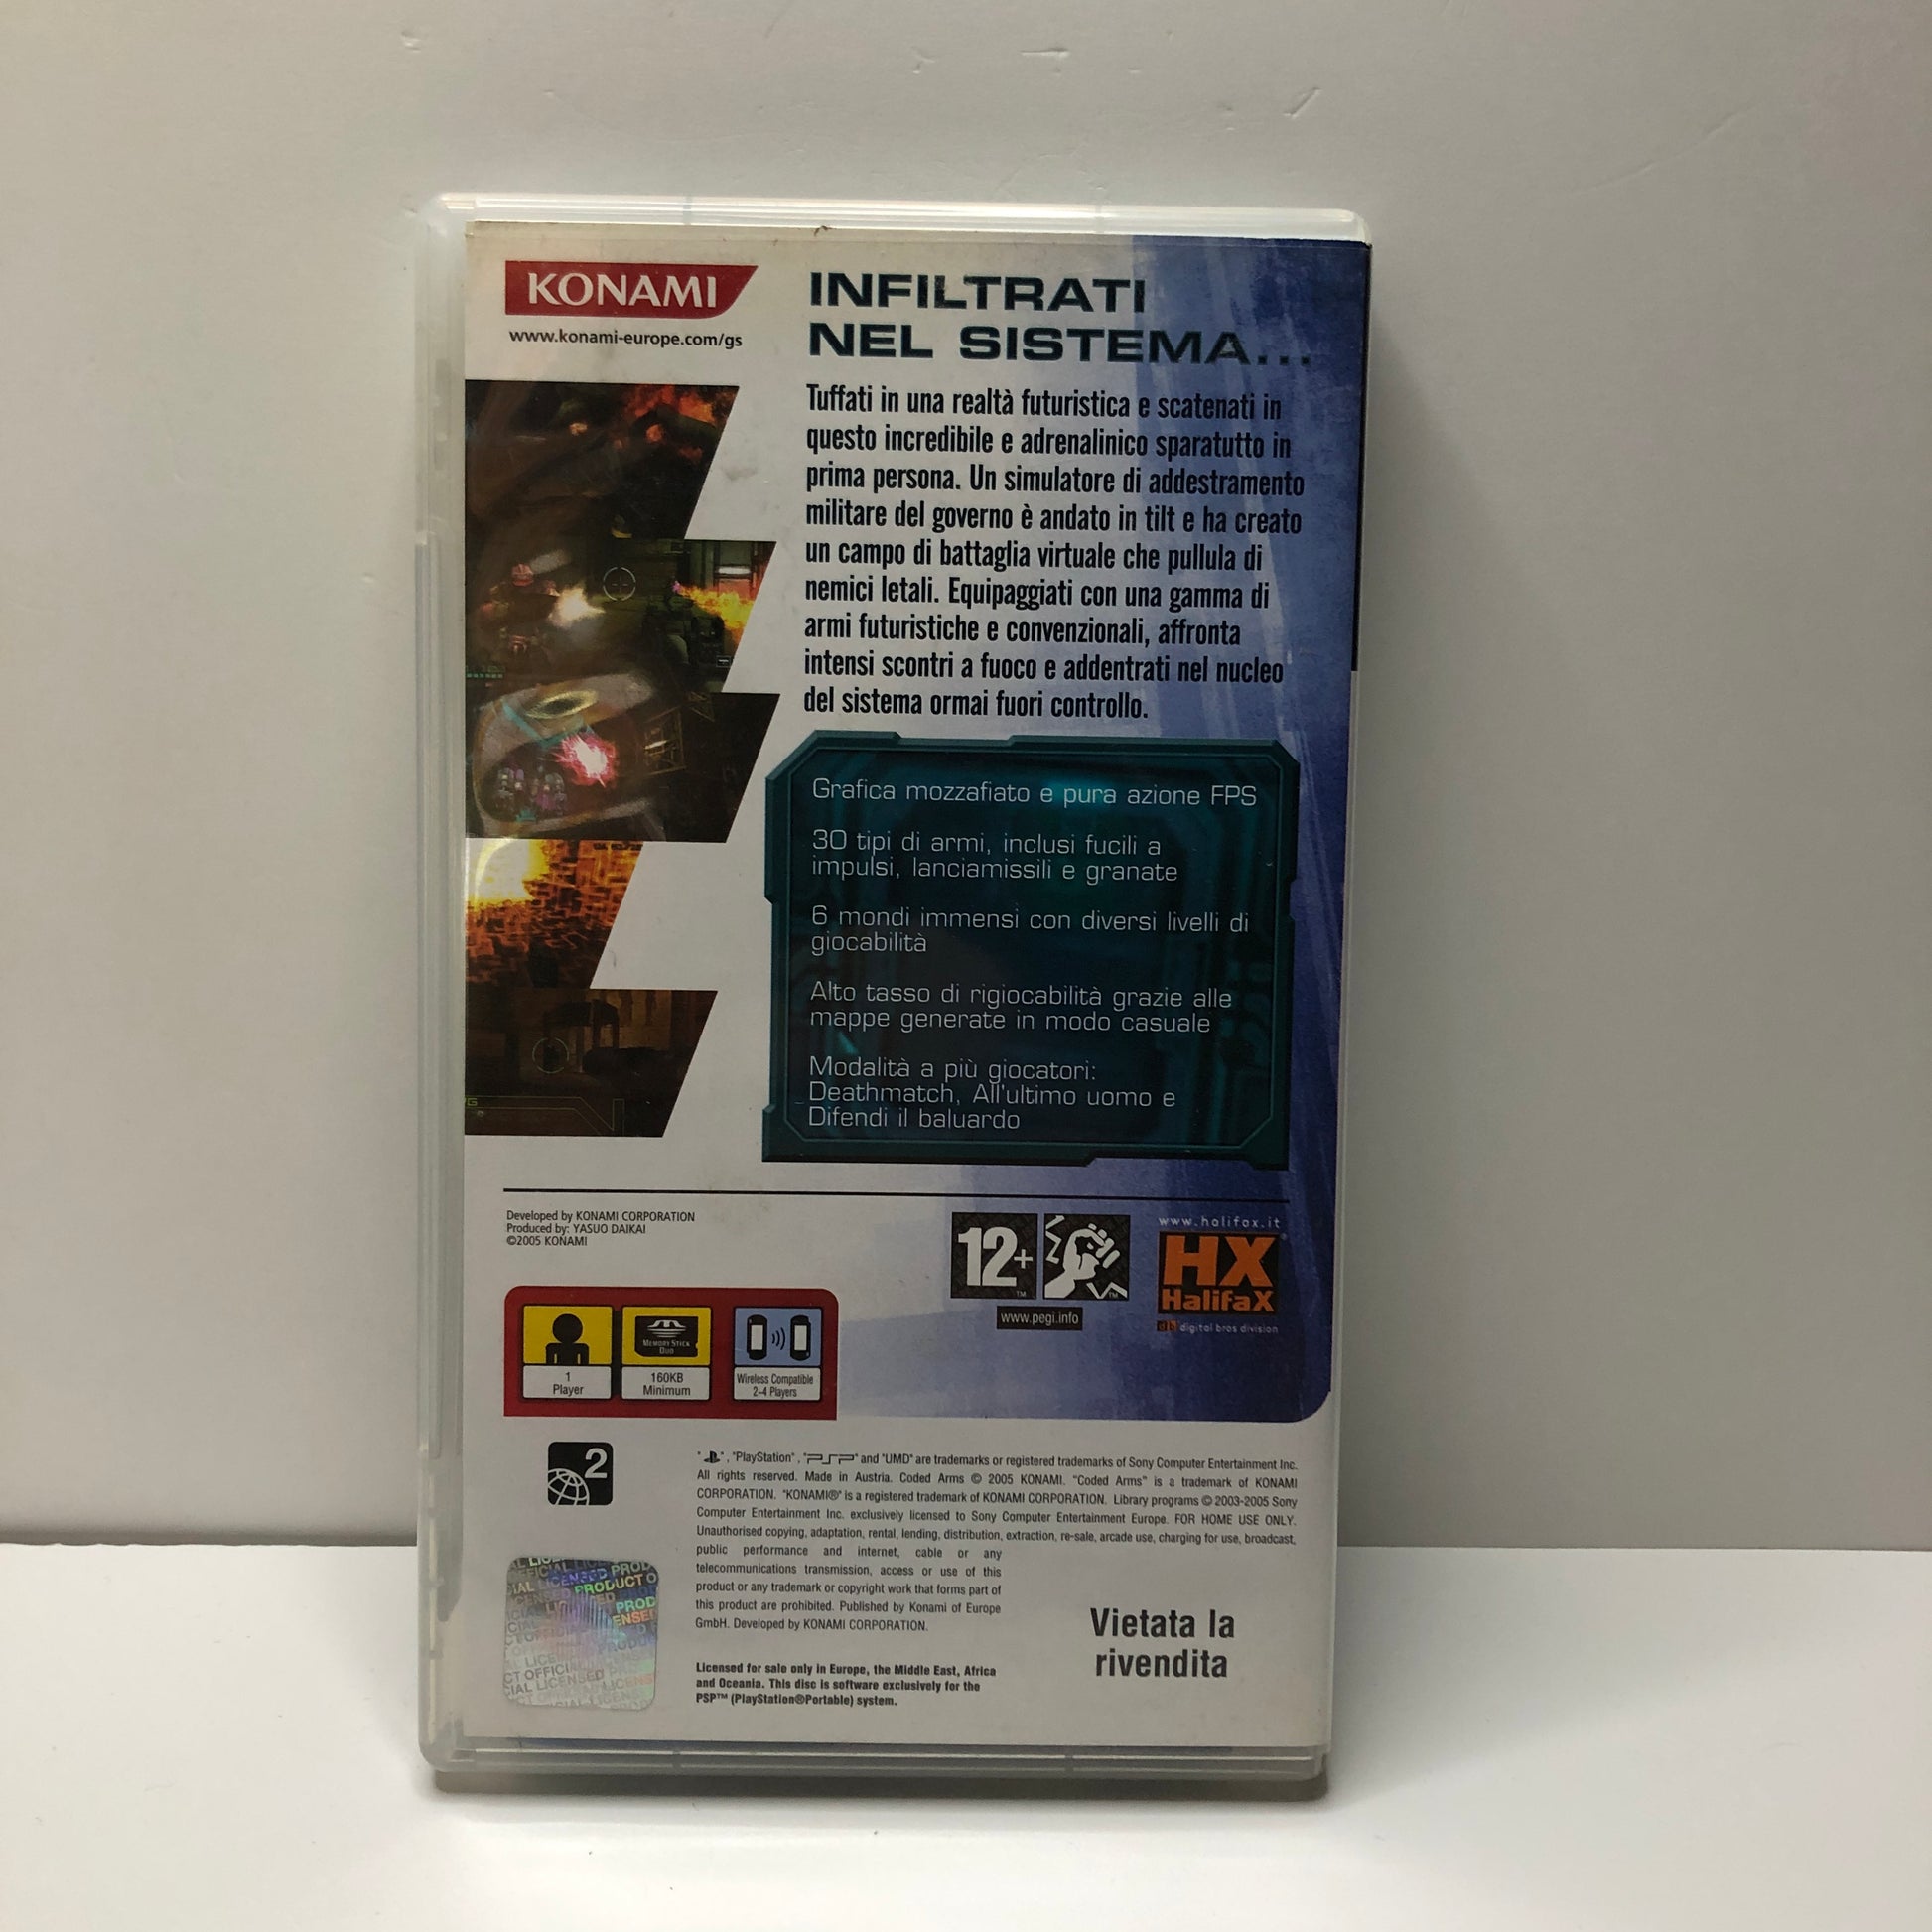 KONAMI
www.konami-europe.com/gs
INFILTRATI
NEL SISTEMA...
Tuffati in una realtà futuristica e scatenati in
questo incredibile e adrenalinico sparatutto in
prima persona. Un simulatore di addestramento
militare del governo è andato in tilt e ha creato
un campo di battaglia virtuale che pullula di
nemici letali. Equipaggiati con una gamma di
armi futuristiche e convenzionali, affronta
intensi scontri a fuoco e addentrati nel nucleo
del sistema ormai fuori controllo.
Grafica mozzafiato e pura azione FPS
30 tipi di armi, inclusi fucili a
impulsi, lanciamissili e granate
6 mondi immensi con diversi livelli di
giocabilità
Alto tasso di rigiocabilità grazie alle
mappe generate in modo casuale
Modalità a più giocatori:
Deathmatch, All'ultimo uomo e
Difendi il baluardo
Developed by KONAMI CORPORATION
Produced by: YASUO DAIKAI
©2005 KONAMI
12+
www.pegi.info
www.halifax.it
HX
HalifaX
db digital bros division
MEMORY STICK
DUO
1
Player
160KB
Minimum
Wireless Compatible
2-4 Players
2
" ", "PlayStation", "PSP" and "UMD" are trademarks or registered trademarks of Sony Computer Entertainment Inc.
All rights reserved. Made in Austria. Coded Arms © 2005 KONAMI. "Coded Arms" is a trademark of KONAMI
CORPORATION. "KONAMI®" is a registered trademark of KONAMI CORPORATION. Library programs © 2003-2005 Sony
Computer Entertainment Inc. exclusively licensed to Sony Computer Entertainment Europe. FOR HOME USE ONLY.
Unauthorised copying, adaptation, rental, lending, distribution, extraction, re-sale, arcade use, charging for use, broadcast,
public performance and internet, cable or any
telecommunications transmission, access or use of this
product or any trademark or copyright work that forms part of
this product are prohibited. Published by Konami of Europe
GmbH. Developed by KONAMI CORPORATION.
Licensed for sale only in Europe, the Middle East, Africa
and Oceania. This disc is software exclusively for the
PSP™ (PlayStation®Portable) system.
Vietata la
rivendita